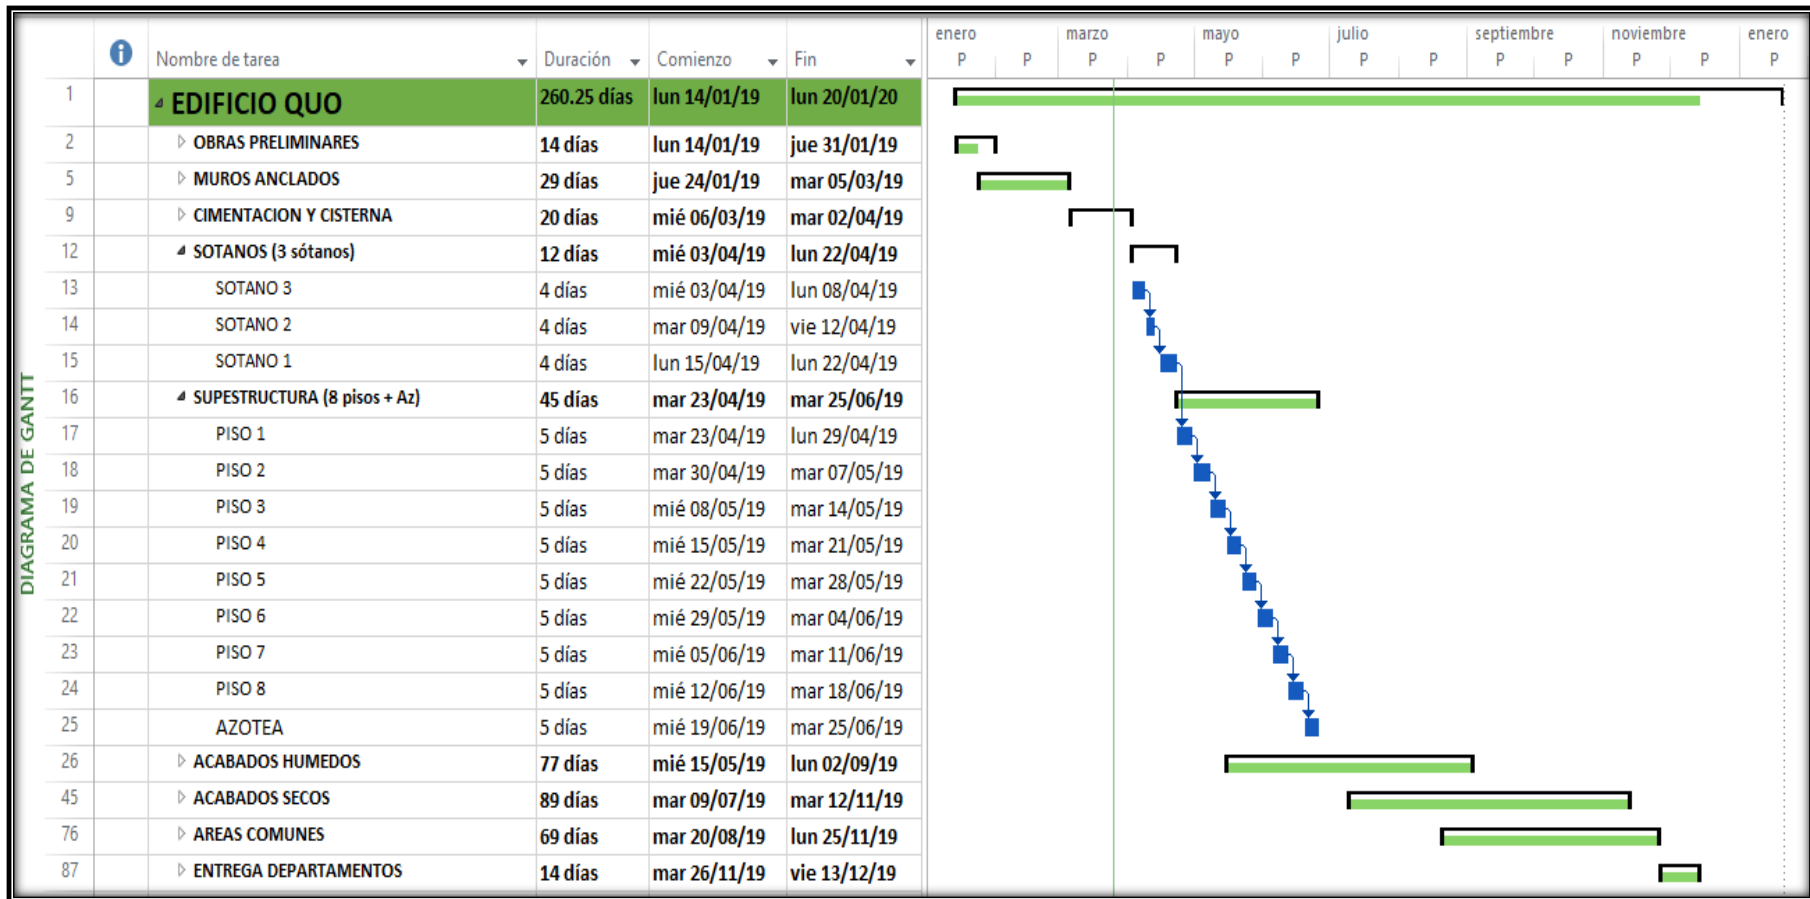 enero marzo mayo julio septiembre noviembre enero
Nombre de tarea Duración Comienzo Fin P P P P P P P P P P P P P
1 EDIFICIO QUO 260.25 días lun 14/01/19 lun 20/01/20
2 OBRAS PRELIMINARES 14 días lun 14/01/19 jue 31/01/19
5 MUROS ANCLADOS 29 días jue 24/01/19 mar 05/03/19
9 CIMENTACION Y CISTERNA 20 días mié 06/03/19 mar 02/04/19
12 SOTANOS (3 sótanos) 12 días mié 03/04/19 lun 22/04/19
13 SOTANO 3 4 días mié 03/04/19 lun 08/04/19
14 SOTANO 2 4 días mar 09/04/19 vie 12/04/19
15 SOTANO 1 4 días lun 15/04/19 lun 22/04/19
16 SUPESTRUCTURA (8 pisos + Az) 45 días mar 23/04/19 mar 25/06/19
17 PISO 1 5 días mar 23/04/19 lun 29/04/19
18 PISO 2 5 días mar 30/04/19 mar 07/05/19
19 PISO 3 5 días mié 08/05/19 mar 14/05/19
20 PISO 4 5 días mié 15/05/19 mar 21/05/19
21 PISO 5 5 días mié 22/05/19 mar 28/05/19
22 PISO 6 5 días mié 29/05/19 mar 04/06/19
23 PISO 7 5 días mié 05/06/19 mar 11/06/19
24 PISO 8 5 días mié 12/06/19 mar 18/06/19
25 AZOTEA 5 días mié 19/06/19 mar 25/06/19
26 ACABADOS HUMEDOS 77 días mié 15/05/19 lun 02/09/19
45 ACABADOS SECOS 89 días mar 09/07/19 mar 12/11/19
76 AREAS COMUNES 69 días mar 20/08/19 lun 25/11/19
87 ENTREGA DEPARTAMENTOS 14 días mar 26/11/19 vie 13/12/19
DIAGRAMA DE GANTT